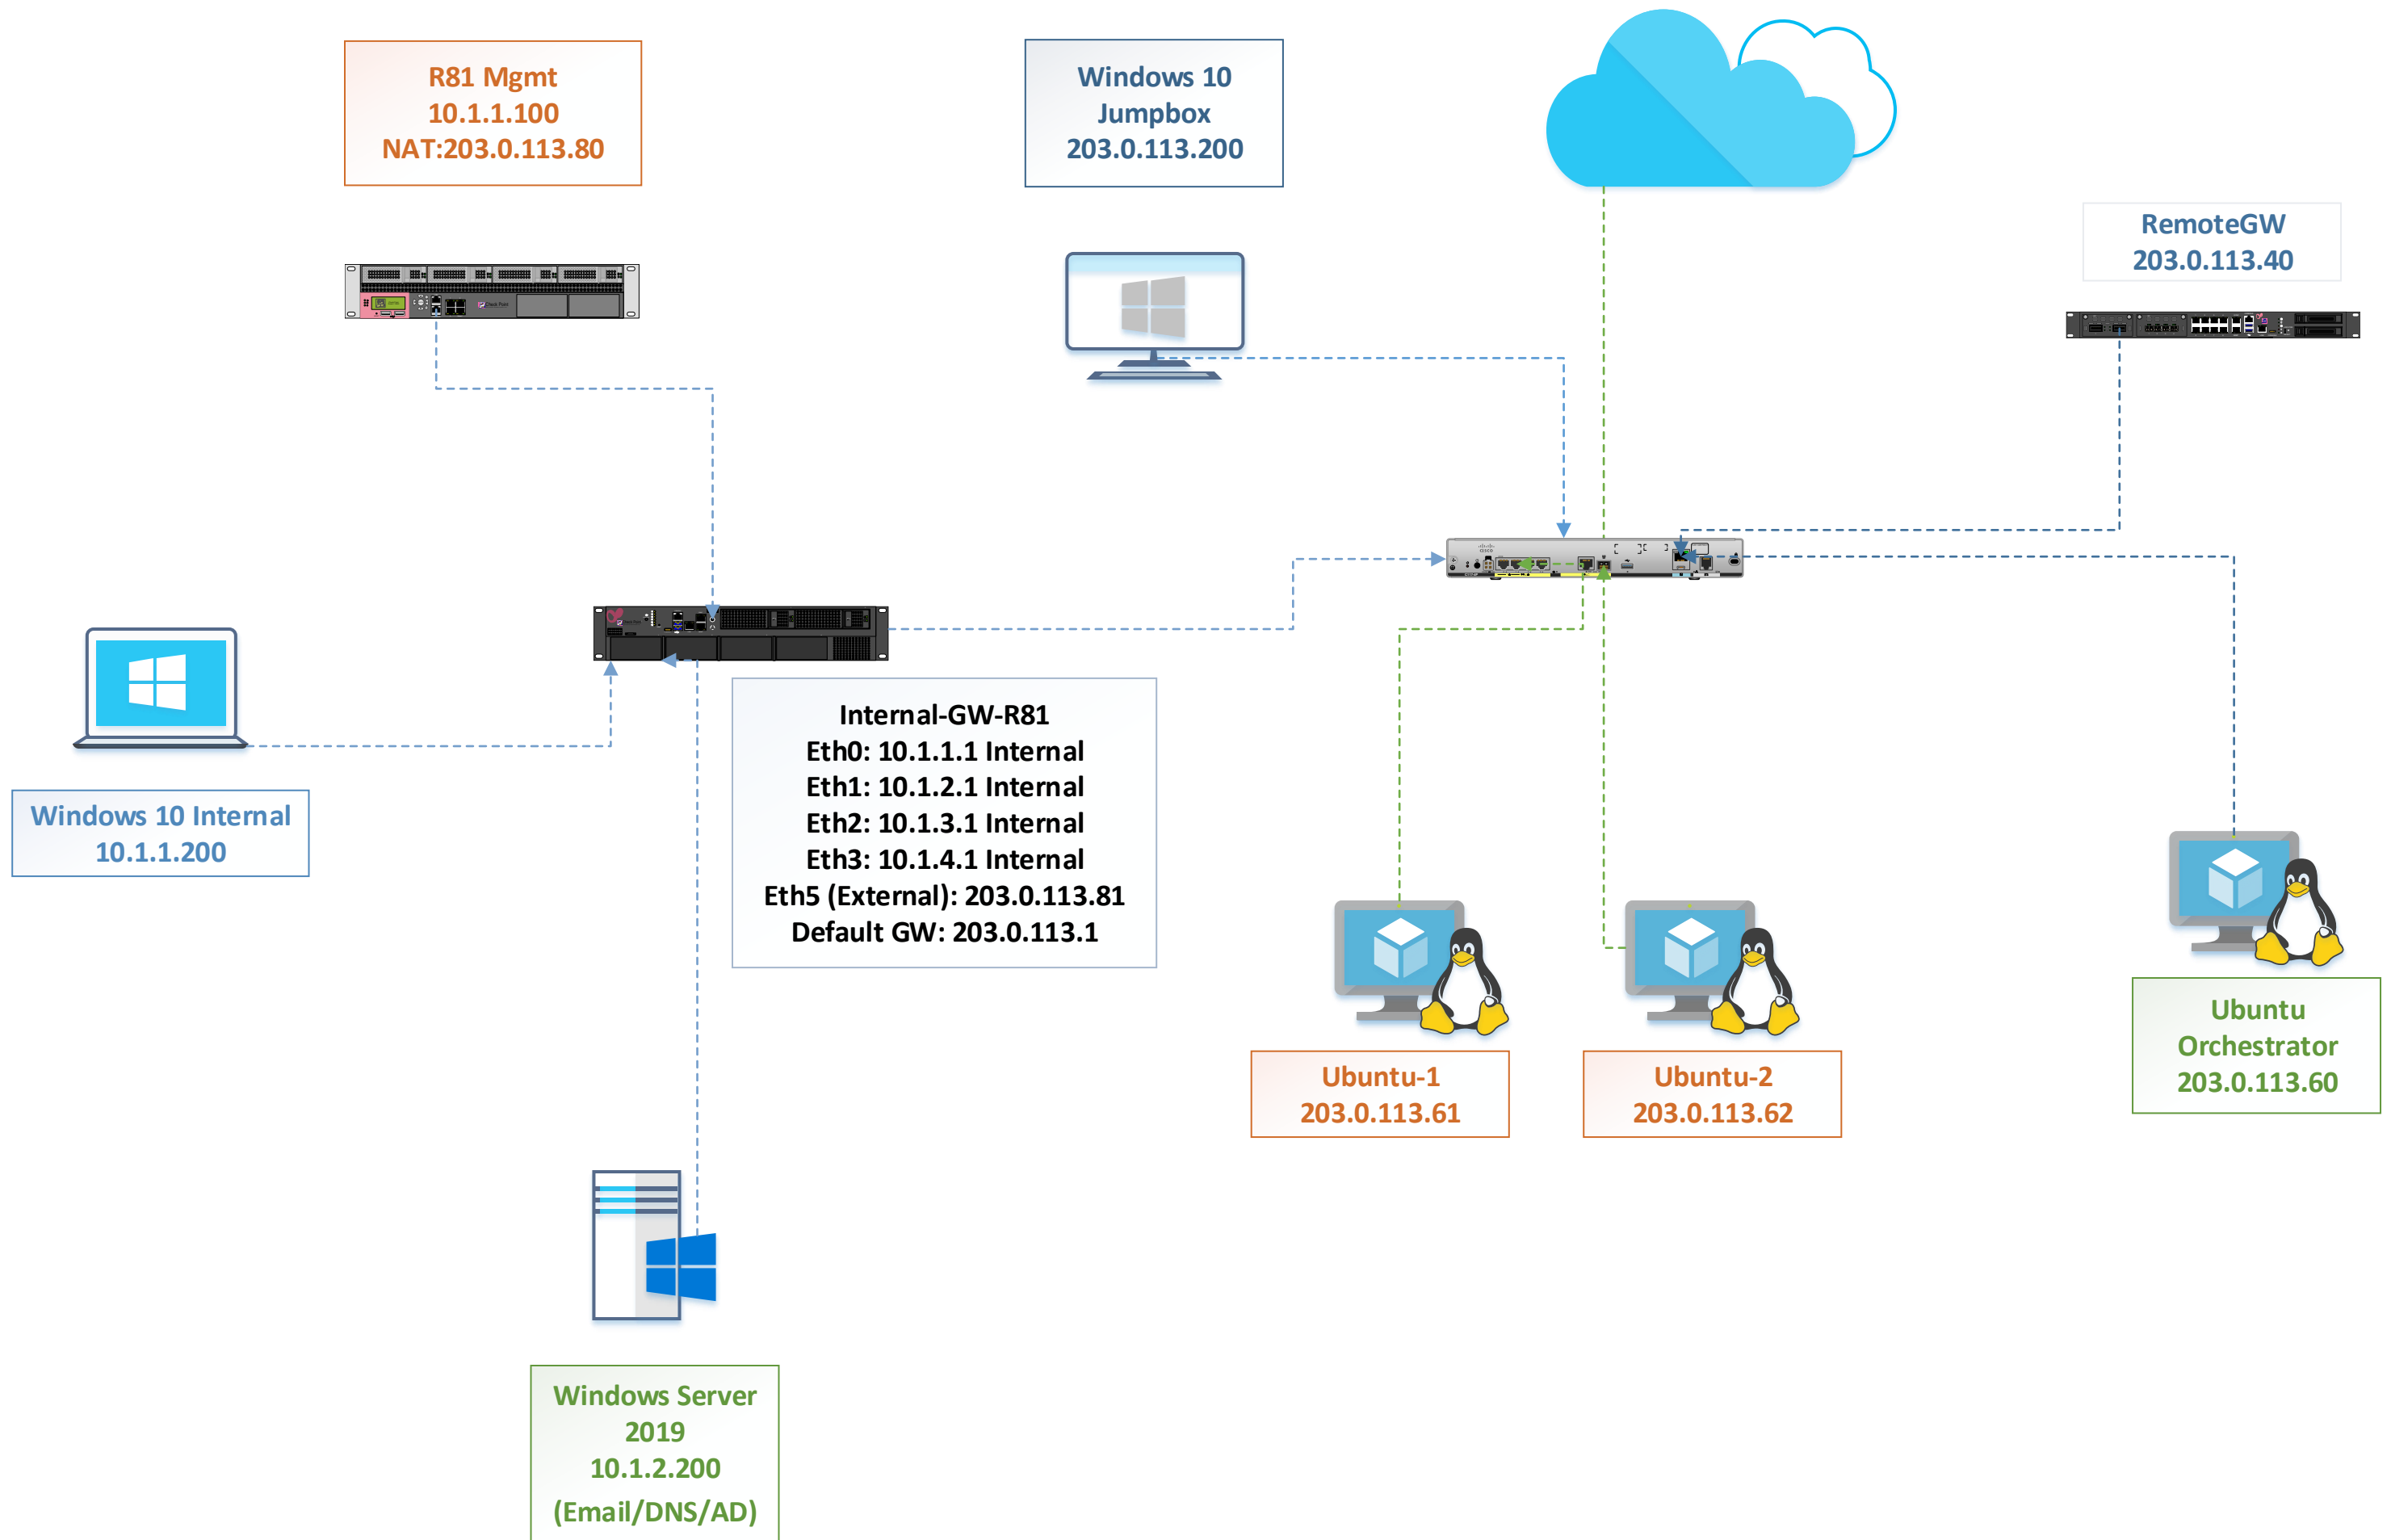 R81 Mgmt
10.1.1.100
NAT:203.0.113.80
Windows 10
Jumpbox
203.0.113.200
RemoteGW
203.0.113.40
Check Point
CISCO
Check Point
Internal-GW-R81
Eth0: 10.1.1.1 Internal
Eth1: 10.1.2.1 Internal
Eth2: 10.1.3.1 Internal
Eth3: 10.1.4.1 Internal
Eth5 (External): 203.0.113.81
Default GW: 203.0.113.1
Windows 10 Internal
10.1.1.200
Ubuntu-1
203.0.113.61
Ubuntu-2
203.0.113.62
Ubuntu
Orchestrator
203.0.113.60
Windows Server
2019
10.1.2.200
(Email/DNS/AD)